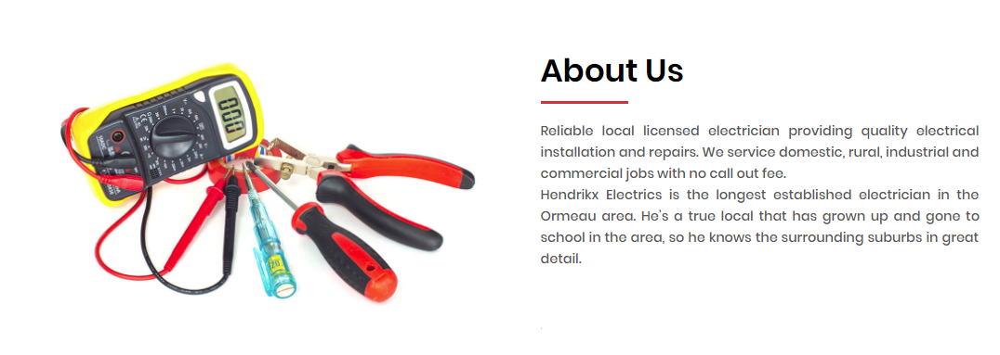 About Us
000
Reliable local licensed electrician providing quality electrical
installation and repairs. We service domestic, rural, industrial and
commercial jobs with no call out fee.
Hendrikx Electrics is the longest established electrician in the
Ormeau area. He's a true local that has grown up and gone to
school in the area, so he knows the surrounding suburbs in great
detail.